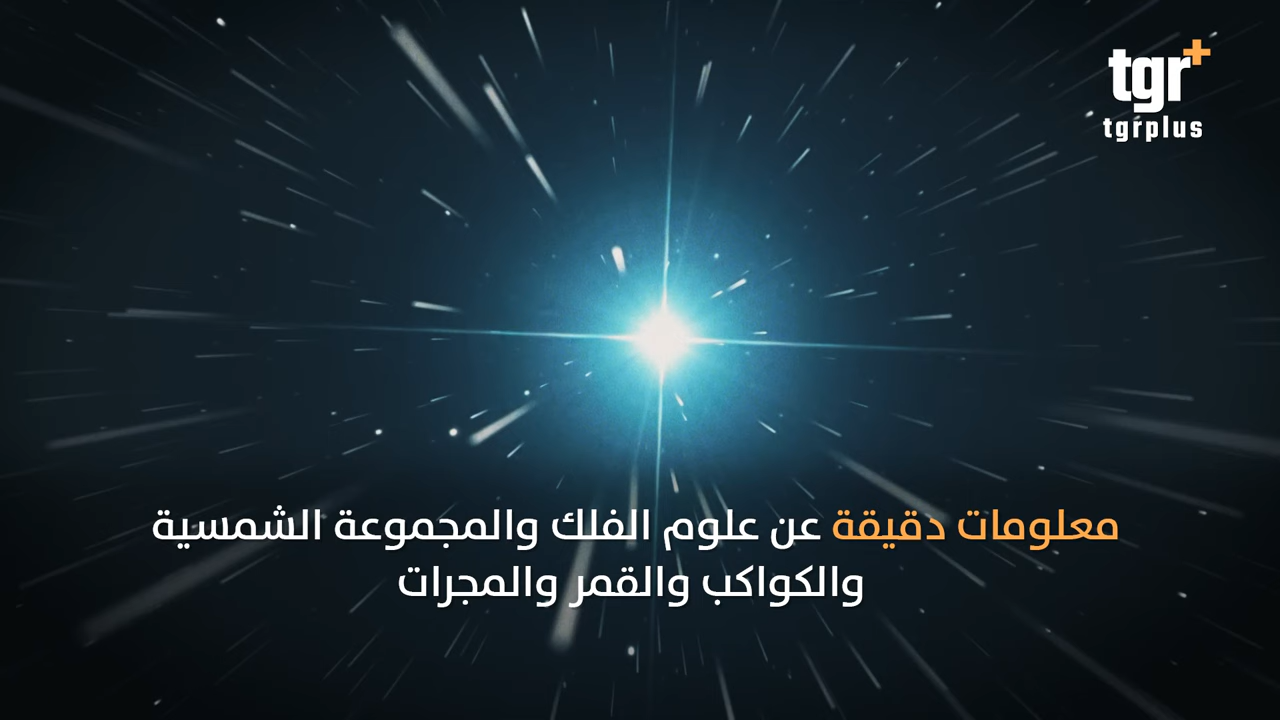 tgr+
tgrplus
معلومات دقيقة عن علوم الفلك والمجموعة الشمسية
والكواكب والقمر والمجرات